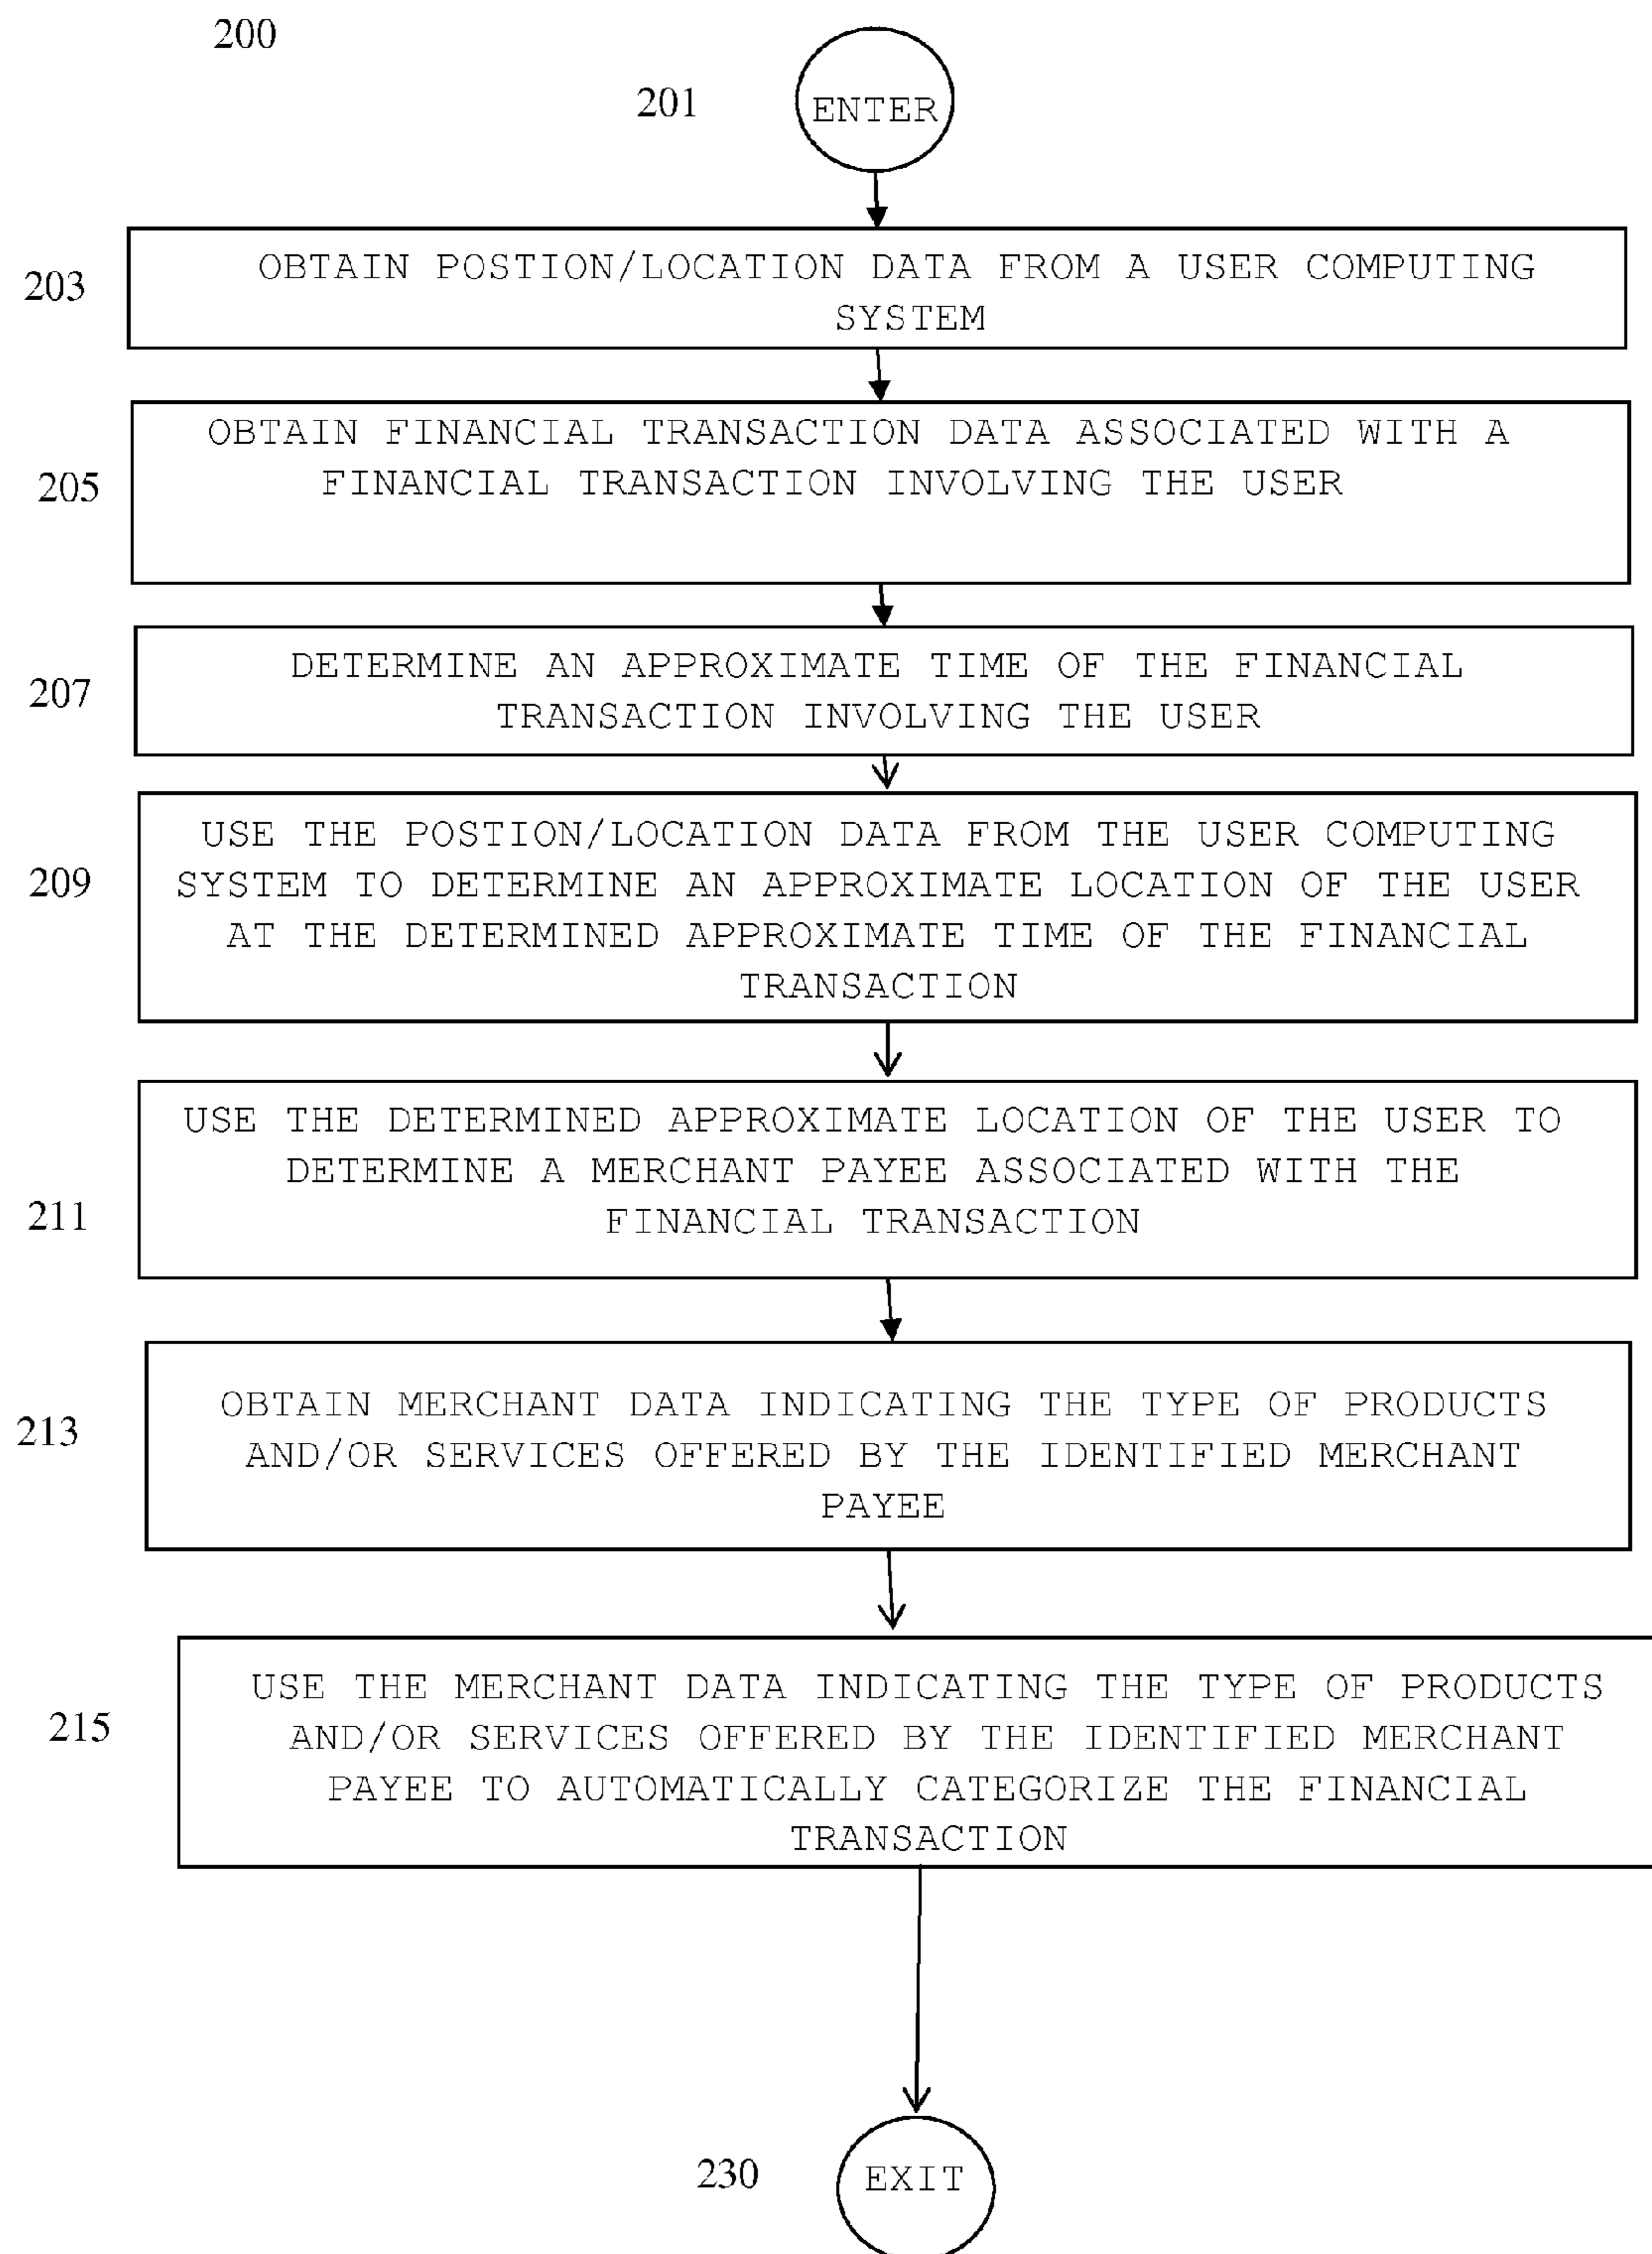 200
201
ENTER
203
OBTAIN POSTION/LOCATION DATA FROM A USER COMPUTING
SYSTEM
205
OBTAIN FINANCIAL TRANSACTION DATA ASSOCIATED WITH A
FINANCIAL TRANSACTION INVOLVING THE USER
207
DETERMINE AN APPROXIMATE TIME OF THE FINANCIAL
TRANSACTION INVOLVING THE USER
209
USE THE POSTION/LOCATION DATA FROM THE USER COMPUTING
SYSTEM TO DETERMINE AN APPROXIMATE LOCATION OF THE USER
AT THE DETERMINED APPROXIMATE TIME OF THE FINANCIAL
TRANSACTION
211
USE THE DETERMINED APPROXIMATE LOCATION OF THE USER TO
DETERMINE A MERCHANT PAYEE ASSOCIATED WITH THE
FINANCIAL TRANSACTION
213
OBTAIN MERCHANT DATA INDICATING THE TYPE OF PRODUCTS
AND/OR SERVICES OFFERED BY THE IDENTIFIED MERCHANT
PAYEE
215
USE THE MERCHANT DATA INDICATING THE TYPE OF PRODUCTS
AND/OR SERVICES OFFERED BY THE IDENTIFIED MERCHANT
PAYEE TO AUTOMATICALLY CATEGORIZE THE FINANCIAL
TRANSACTION
230
EXIT